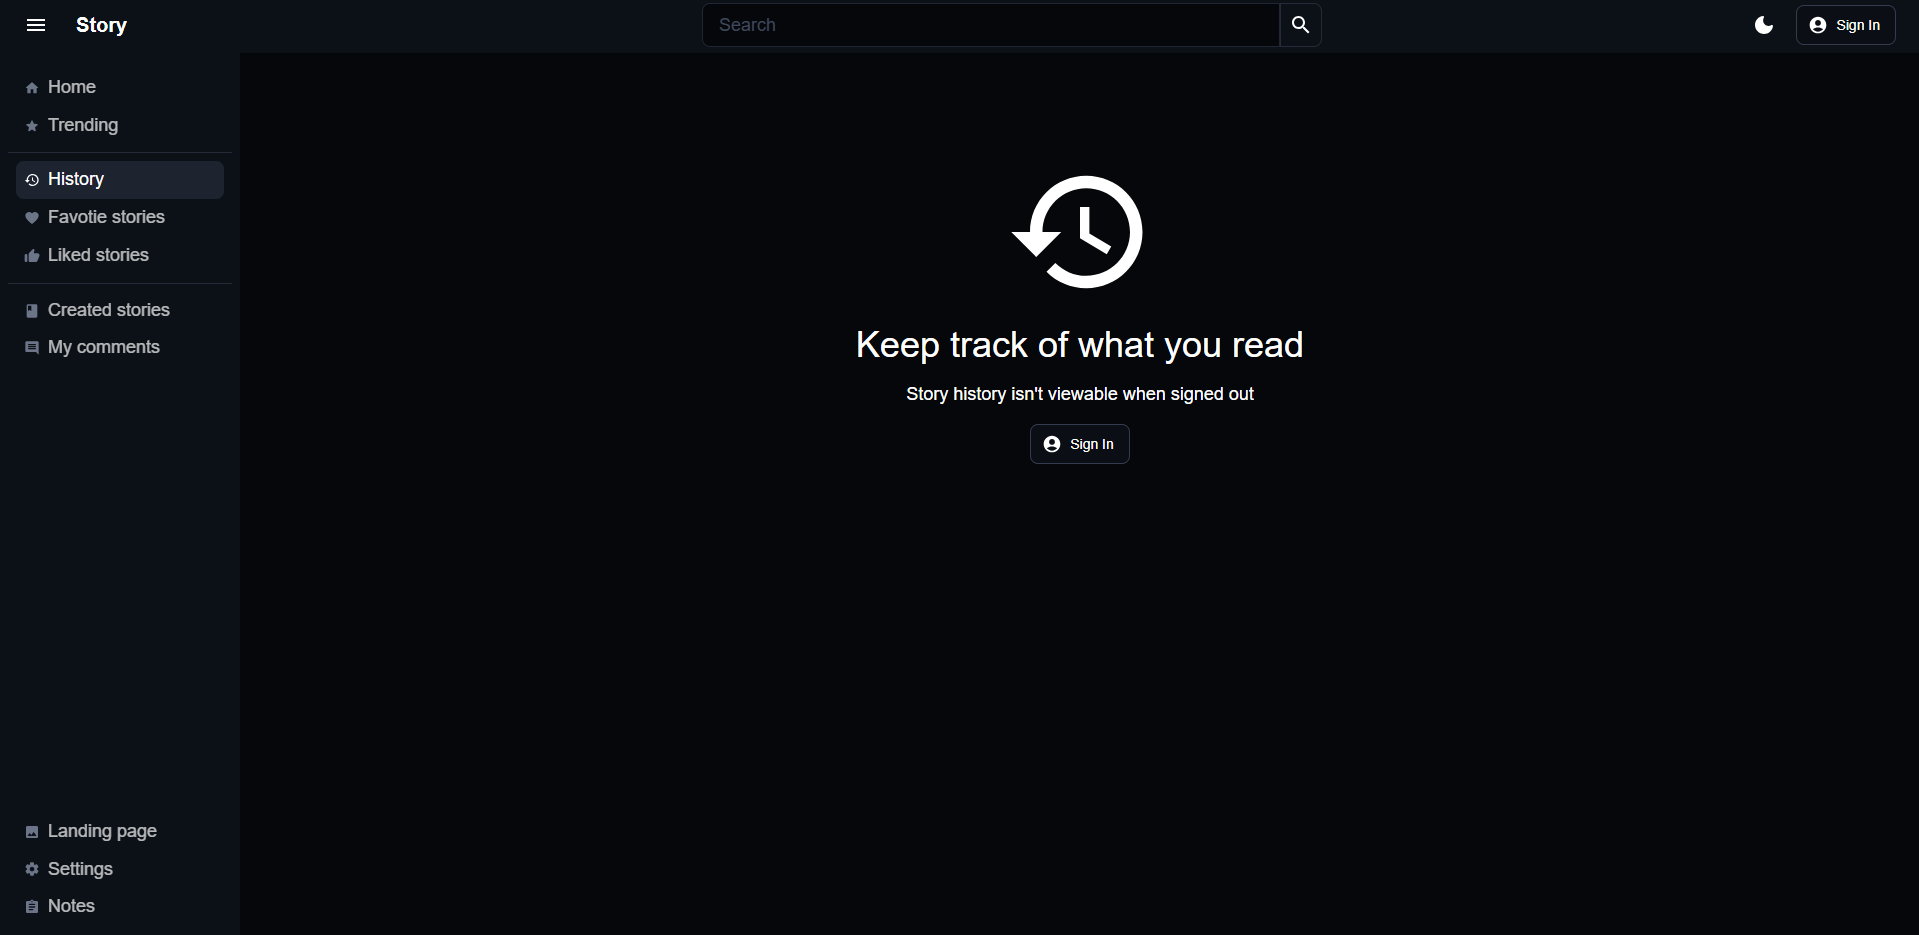 Story
Search
Sign In
Home
Trending
History
Favotie stories
Liked stories
Created stories
My comments
Keep track of what you read
Story history isn't viewable when signed out
Sign In
Landing page
Settings
Notes